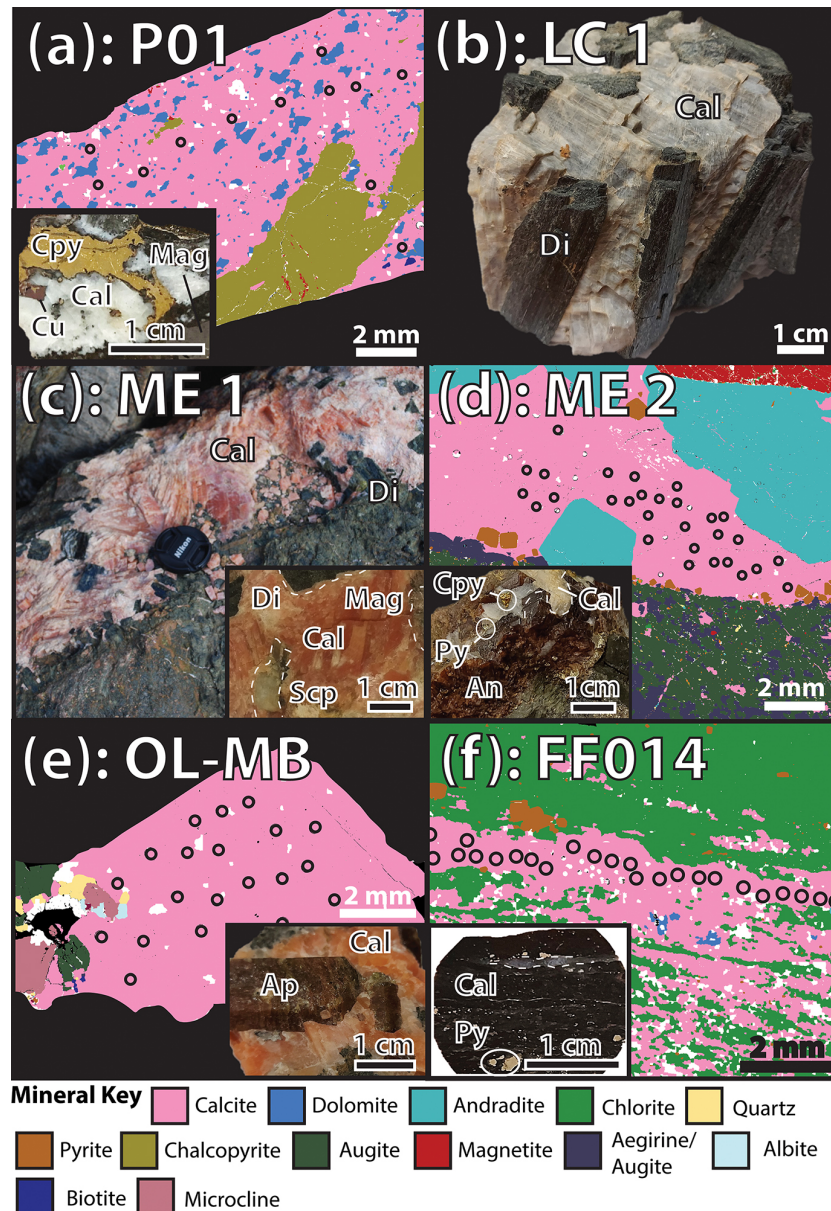 (a): P01
Cpy
Mag
Cal
Cu
1 cm
2 mm
(b): LC 1
Cal
Di
1 cm
(c): ME 1
Cal
Di
Nikon
Di
Mag
Cal
Scp
1 cm
(d): ME 2
Cpy
Cal
Py
An
1cm
2 mm
(e): OL-MB
2 mm
Cal
Ap
1 cm
(f): FF014
Cal
Py
1 cm
2 mm
Mineral Key
Calcite Dolomite Andradite Chlorite Quartz
Pyrite Chalcopyrite Augite Magnetite Aegirine/
Augite Albite
Biotite Microcline